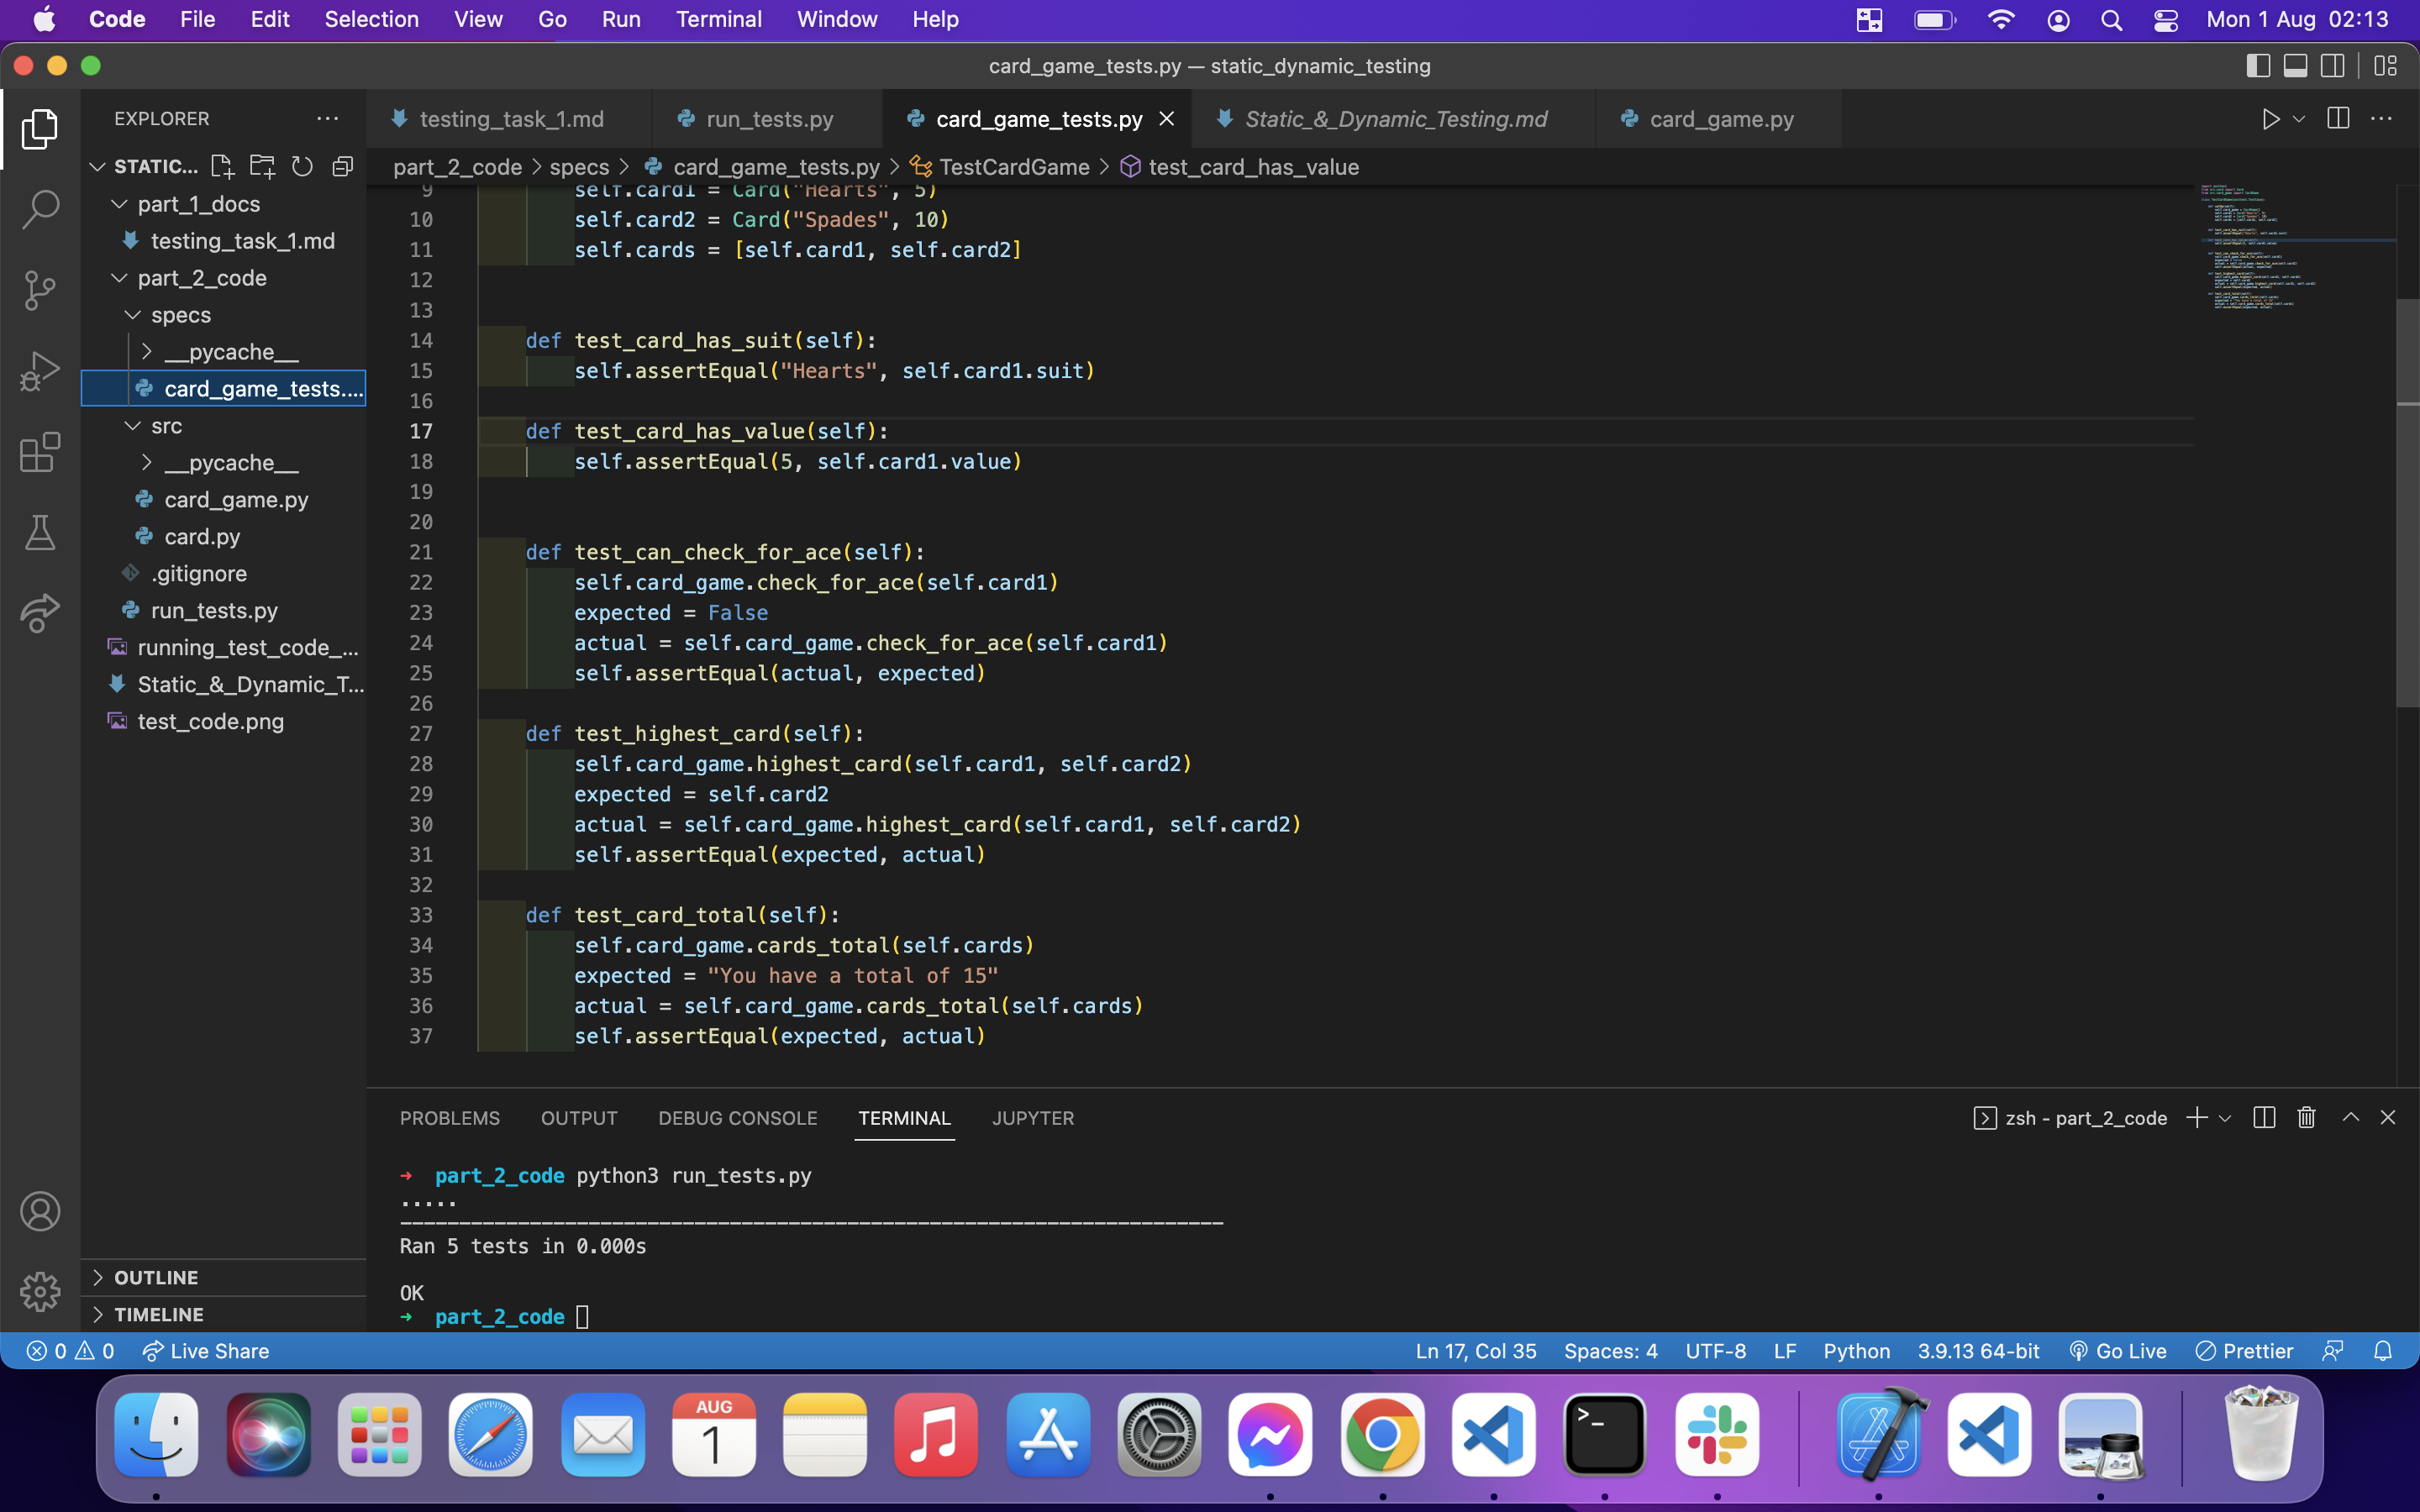 Code File Edit Selection View Go Run Terminal Window Help Mon 1 Aug 02:13
card_game_tests.py — static_dynamic_testing
EXPLORER
testing_task_1.md run_tests.py card_game_tests.py Static_&_Dynamic_Testing.md card_game.py
part_2_code > specs > card_game_tests.py > TestCardGame > test_card_has_value
STATIC...
part_1_docs
testing_task_1.md
part_2_code
specs
__pycache__
card_game_tests....
src
__pycache__
card_game.py
card.py
.gitignore
run_tests.py
running_test_code_...
Static_&_Dynamic_T...
test_code.png
OUTLINE
TIMELINE
9 self.card1 = Card("Hearts", 5)
10 self.card2 = Card("Spades", 10)
11 self.cards = [self.card1, self.card2]
12
13
14 def test_card_has_suit(self):
15 self.assertEqual("Hearts", self.card1.suit)
16
17 def test_card_has_value(self):
18 self.assertEqual(5, self.card1.value)
19
20
21 def test_can_check_for_ace(self):
22 self.card_game.check_for_ace(self.card1)
23 expected = False
24 actual = self.card_game.check_for_ace(self.card1)
25 self.assertEqual(actual, expected)
26
27 def test_highest_card(self):
28 self.card_game.highest_card(self.card1, self.card2)
29 expected = self.card2
30 actual = self.card_game.highest_card(self.card1, self.card2)
31 self.assertEqual(expected, actual)
32
33 def test_card_total(self):
34 self.card_game.cards_total(self.cards)
35 expected = "You have a total of 15"
36 actual = self.card_game.cards_total(self.cards)
37 self.assertEqual(expected, actual)
PROBLEMS OUTPUT DEBUG CONSOLE TERMINAL JUPYTER zsh - part_2_code
→ part_2_code python3 run_tests.py
.....
----------------------------------------------------------------------
Ran 5 tests in 0.000s
OK
→ part_2_code
0 0 Live Share Ln 17, Col 35 Spaces: 4 UTF-8 LF Python 3.9.13 64-bit Go Live Prettier
AUG
1